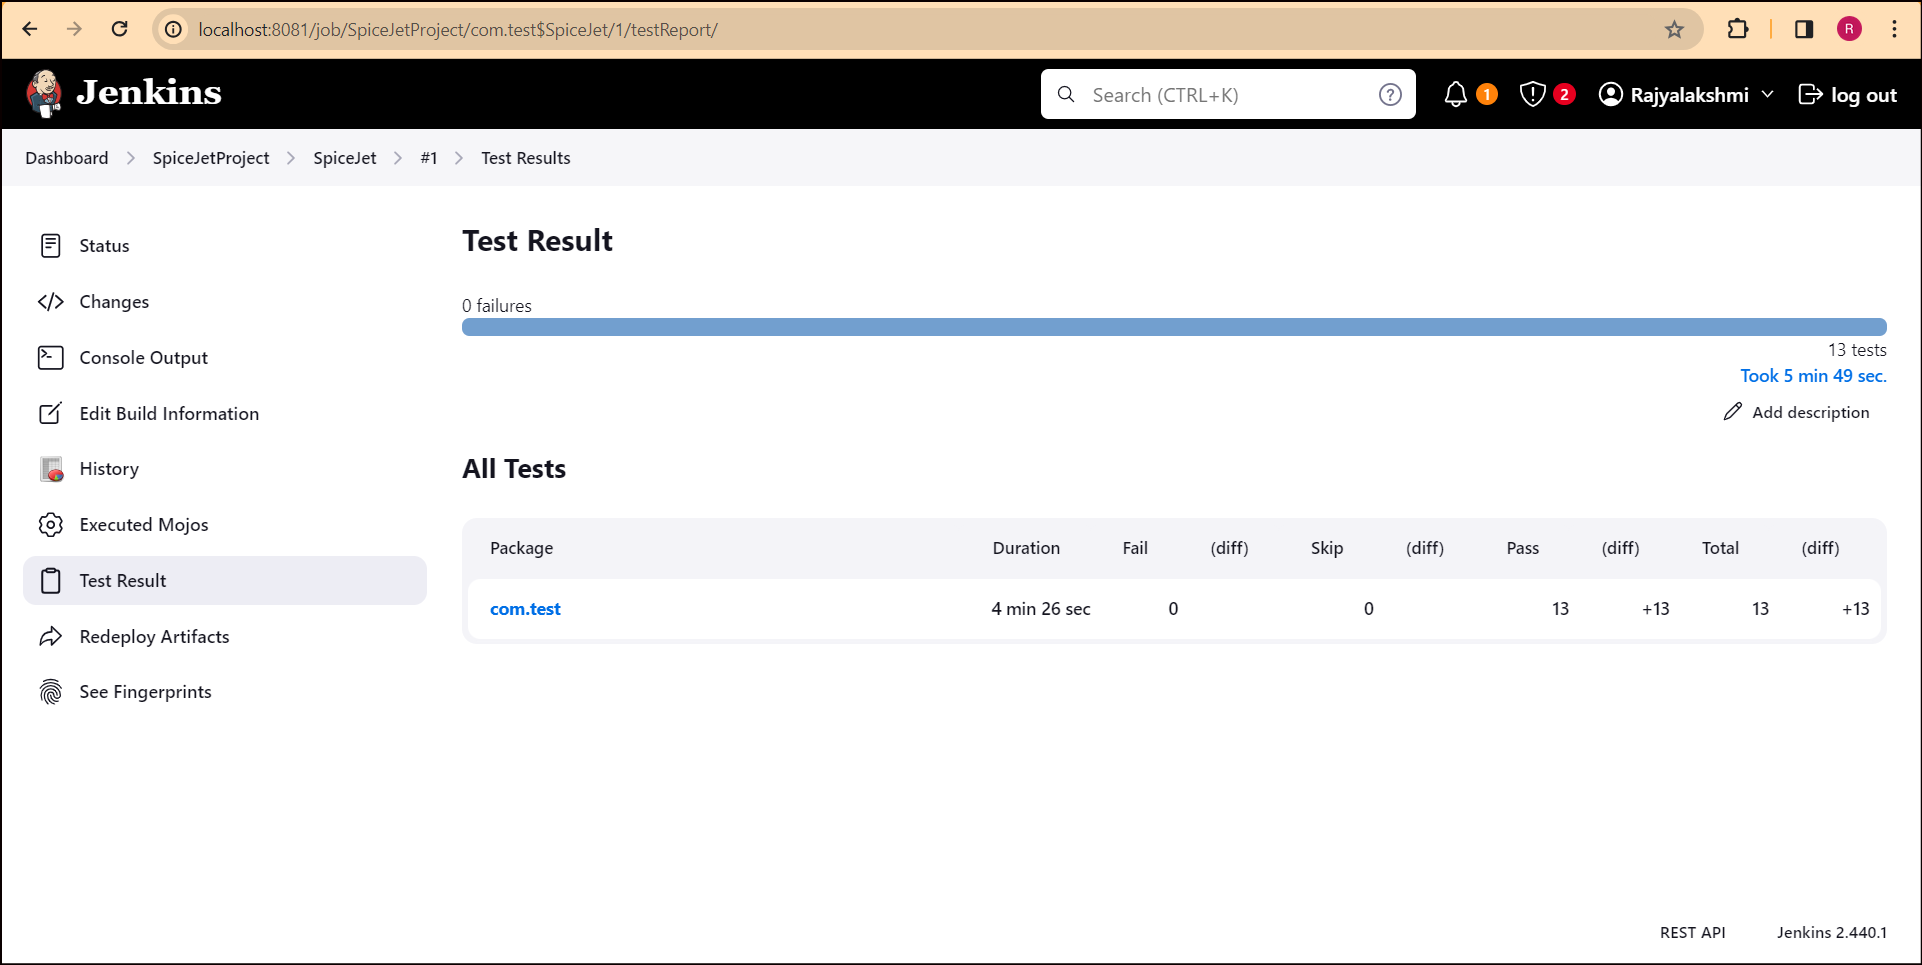 localhost:8081/job/SpiceJetProject/com.test$SpiceJet/1/testReport/
R
Jenkins
Search (CTRL+K)
?
1
2
Rajyalakshmi
log out
Dashboard
SpiceJetProject
SpiceJet
#1
Test Results
Status
Changes
Console Output
Edit Build Information
History
Executed Mojos
Test Result
Redeploy Artifacts
See Fingerprints
Test Result
0 failures
13 tests
Took 5 min 49 sec.
Add description
All Tests
Package Duration Fail (diff) Skip (diff) Pass (diff) Total (diff)
com.test 4 min 26 sec 0 0 13 +13 13 +13
REST API Jenkins 2.440.1